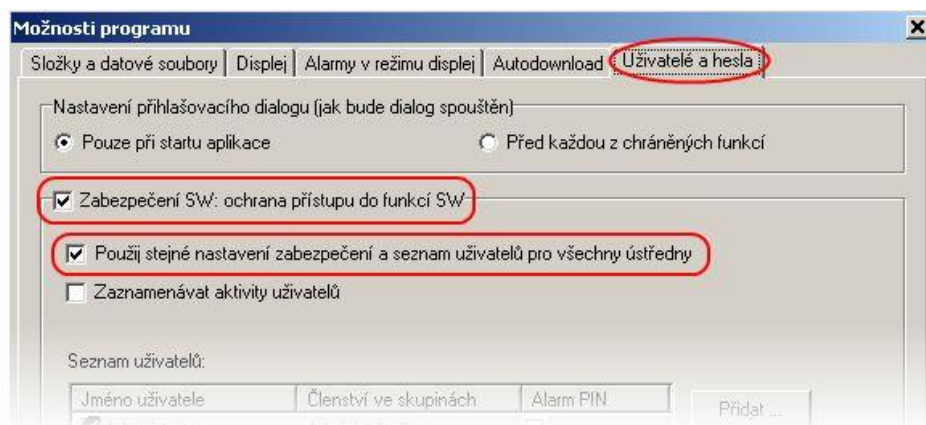 Možnosti programu
Složky a datové soubory Displej Alarmy v režimu displej Autodownload Uživatelé a hesla
Nastavení přihlašovacího dialogu (jak bude dialog spouštěn)
Pouze při startu aplikace Před každou z chráněných funkcí
Zabezpečení SW: ochrana přístupu do funkcí SW
Použij stejné nastavení zabezpečení a seznam uživatelů pro všechny ústředny
Zaznamenávat aktivity uživatelů
Seznam uživatelů:
Jméno uživatele Členství ve skupinách Alarm PIN Přidat ...